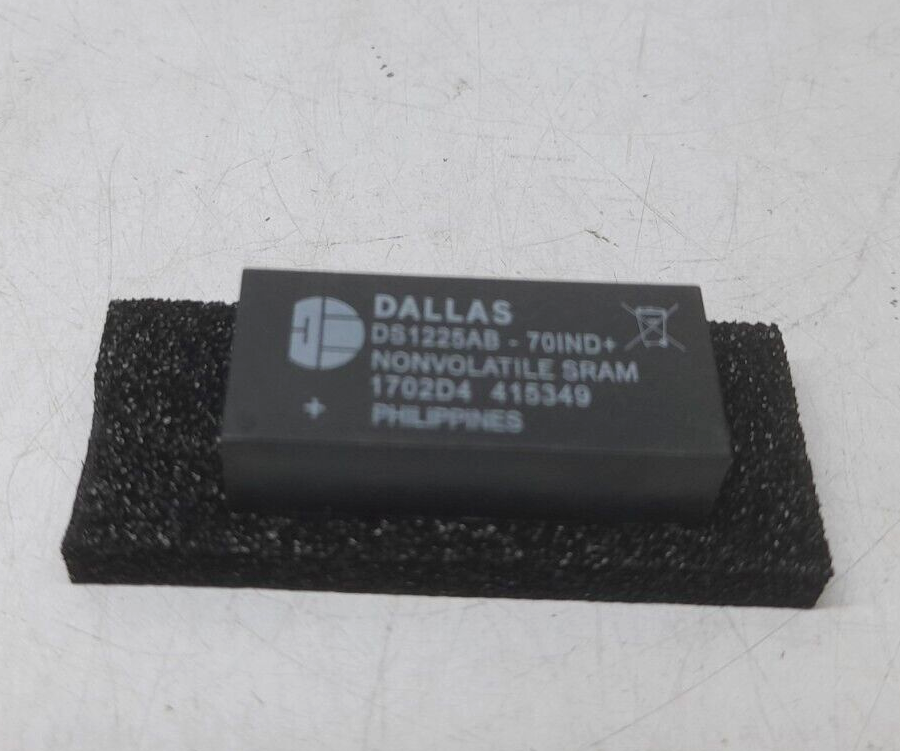 DALLAS
DS1225AB - 70IND+
NONVOLATILE SRAM
1702D4 415349
+
PHILIPPINES